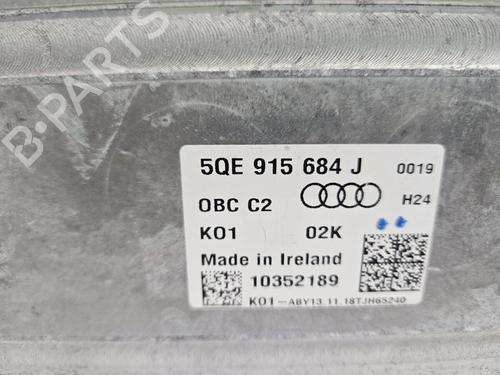 B-PARTS
5QE 915 684 J 0019
OBC C2 H24
K01 02K
Made in Ireland
10352189
K01-ABY13.11.18TJH65240